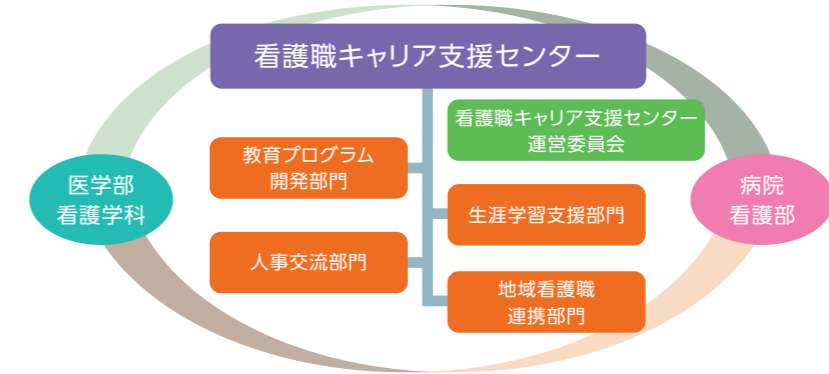 看護職キャリア支援センター
看護職キャリア支援センター
運営委員会
教育プログラム
開発部門
医学部
看護学科
病院
看護部
生涯学習支援部門
人事交流部門
地域看護職
連携部門